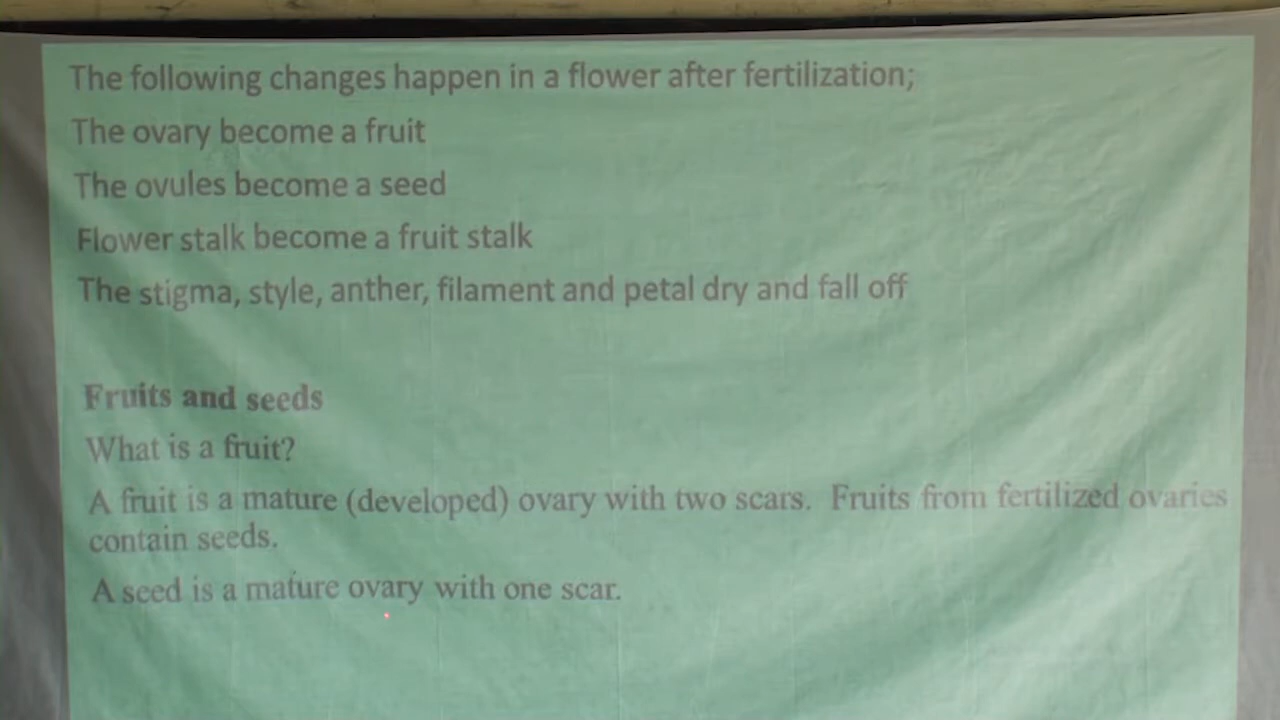 The following changes happen in a flower after fertilization;
The ovary become a fruit
The ovules become a seed
Flower stalk become a fruit stalk
The stigma, style, anther, filament and petal dry and fall off
Fruits and seeds
What is a fruit?
A fruit is a mature (developed) ovary with two scars. Fruits from fertilized ovaries
contain seeds.
A seed is a mature ovary with one scar.